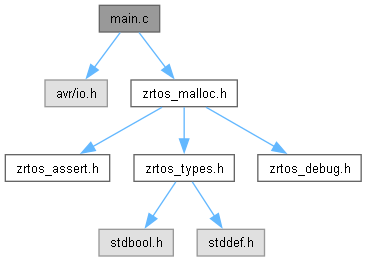 main.c
avr/io.h
zrtos_malloc.h
zrtos_assert.h
zrtos_types.h
zrtos_debug.h
stdbool.h
stddef.h